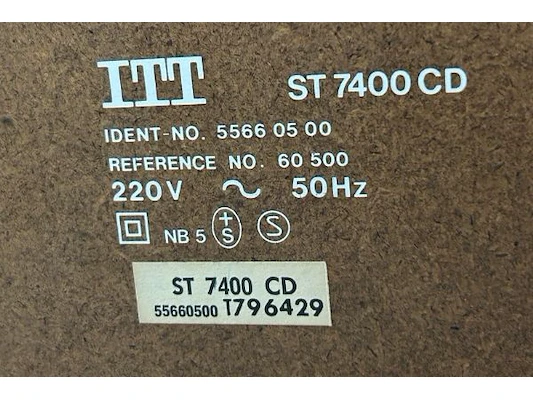 ITT ST 7400 CD
IDENT-NO. 5566 05 00
REFERENCE NO. 60 500
220 V ~ 50Hz
NB 5 +S S
ST 7400 CD
55660500 T796429